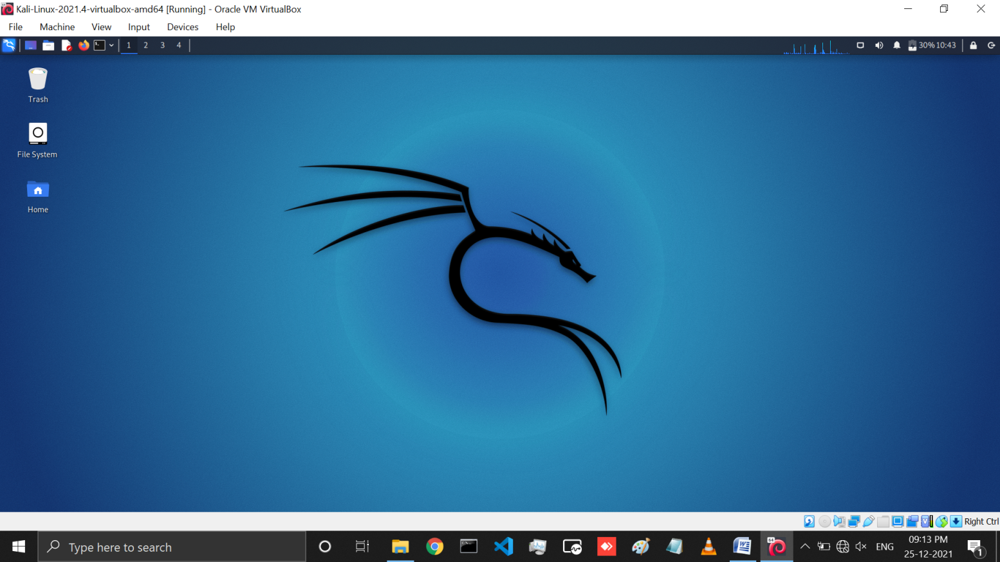 Kali-Linux-2021.4-virtualbox-amd64 [Running] - Oracle VM VirtualBox
File Machine View Input Devices Help
1 2 3 4 30% 10:43
Trash
File System
Home
Right Ctrl
Type here to search
64
ENG
09:13 PM
25-12-2021
1